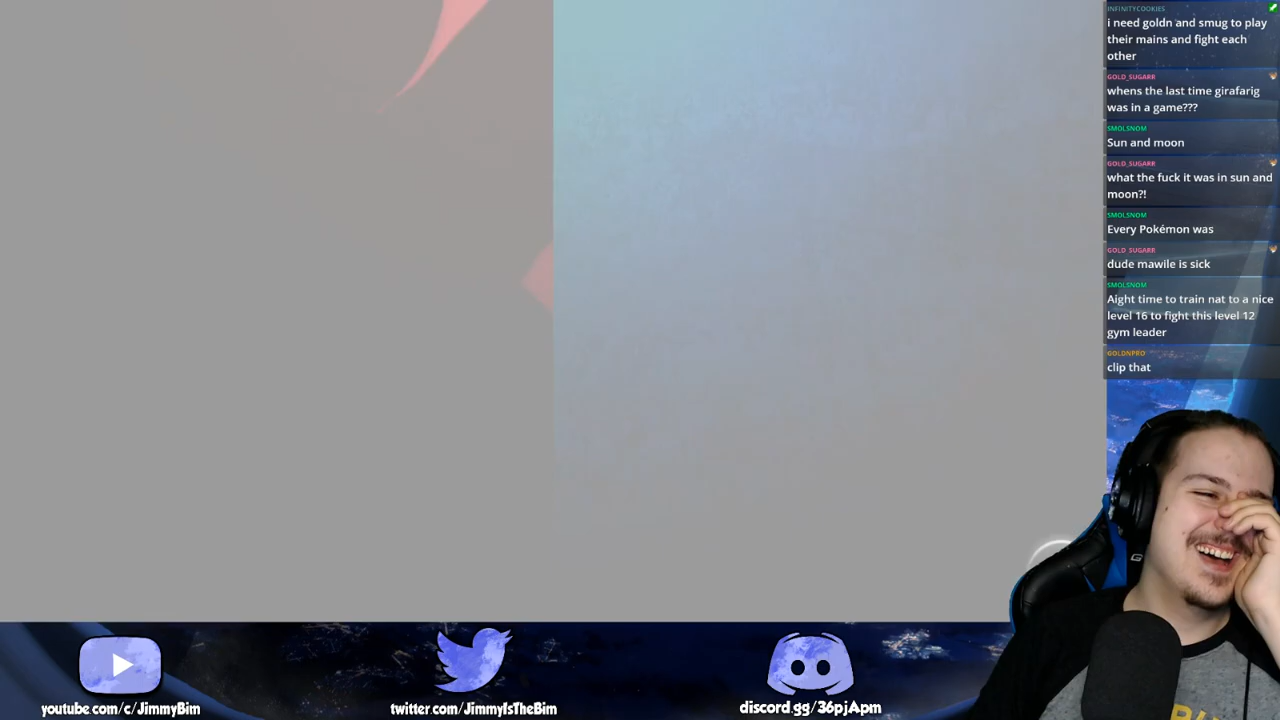 INFINITYCOOKIES
i need goldn and smug to play
their mains and fight each
other
GOLD_SUGARR
whens the last time girafarig
was in a game???
SMOLSNOM
Sun and moon
GOLD_SUGARR
what the fuck it was in sun and
moon?!
SMOLSNOM
Every Pokémon was
GOLD_SUGARR
dude mawile is sick
SMOLSNOM
Aight time to train nat to a nice
level 16 to fight this level 12
gym leader
GOLDNPRO
clip that
youtube.com/c/JimmyBim
twitter.com/JimmyIsTheBim
discord.gg/36pjApm